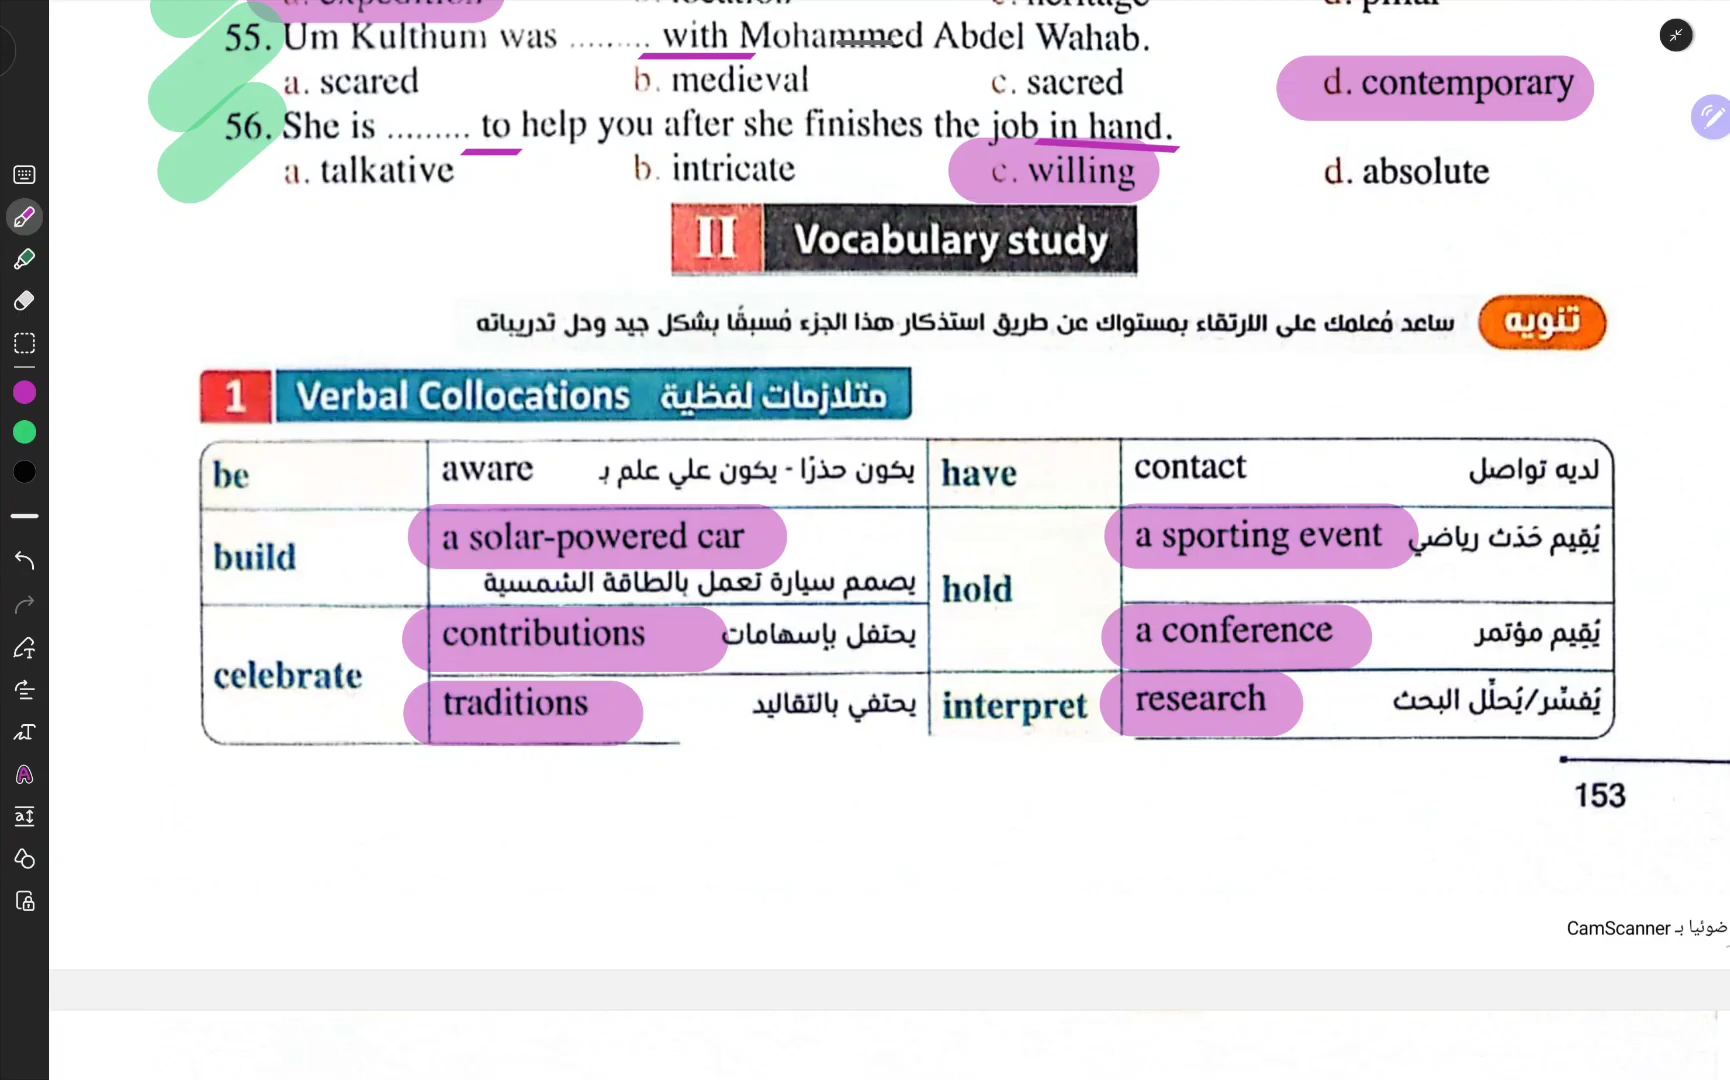 55. Um Kulthum was ......... with Mohammed Abdel Wahab.
a. scared b. medieval c. sacred d. contemporary
56. She is ......... to help you after she finishes the job in hand.
a. talkative b. intricate c. willing d. absolute
II Vocabulary study
تنويه ساعد مُعلمك على الارتقاء بمستواك عن طريق استذكار هذا الجزء مُسبقًا بشكل جيد وحل تدريباته
1 Verbal Collocations متلازمات لفظية
be aware يكون حذرًا - يكون علي علم بـ have contact لديه تواصل
build a solar-powered car يصمم سيارة تعمل بالطاقة الشمسية hold a sporting event يُقِيم حَدَث رياضي
celebrate contributions يحتفل بإسهامات a conference يُقِيم مؤتمر
traditions يحتفي بالتقاليد interpret research يُفسِّر/يُحلِّل البحث
153
ضوئيا بـ CamScanner